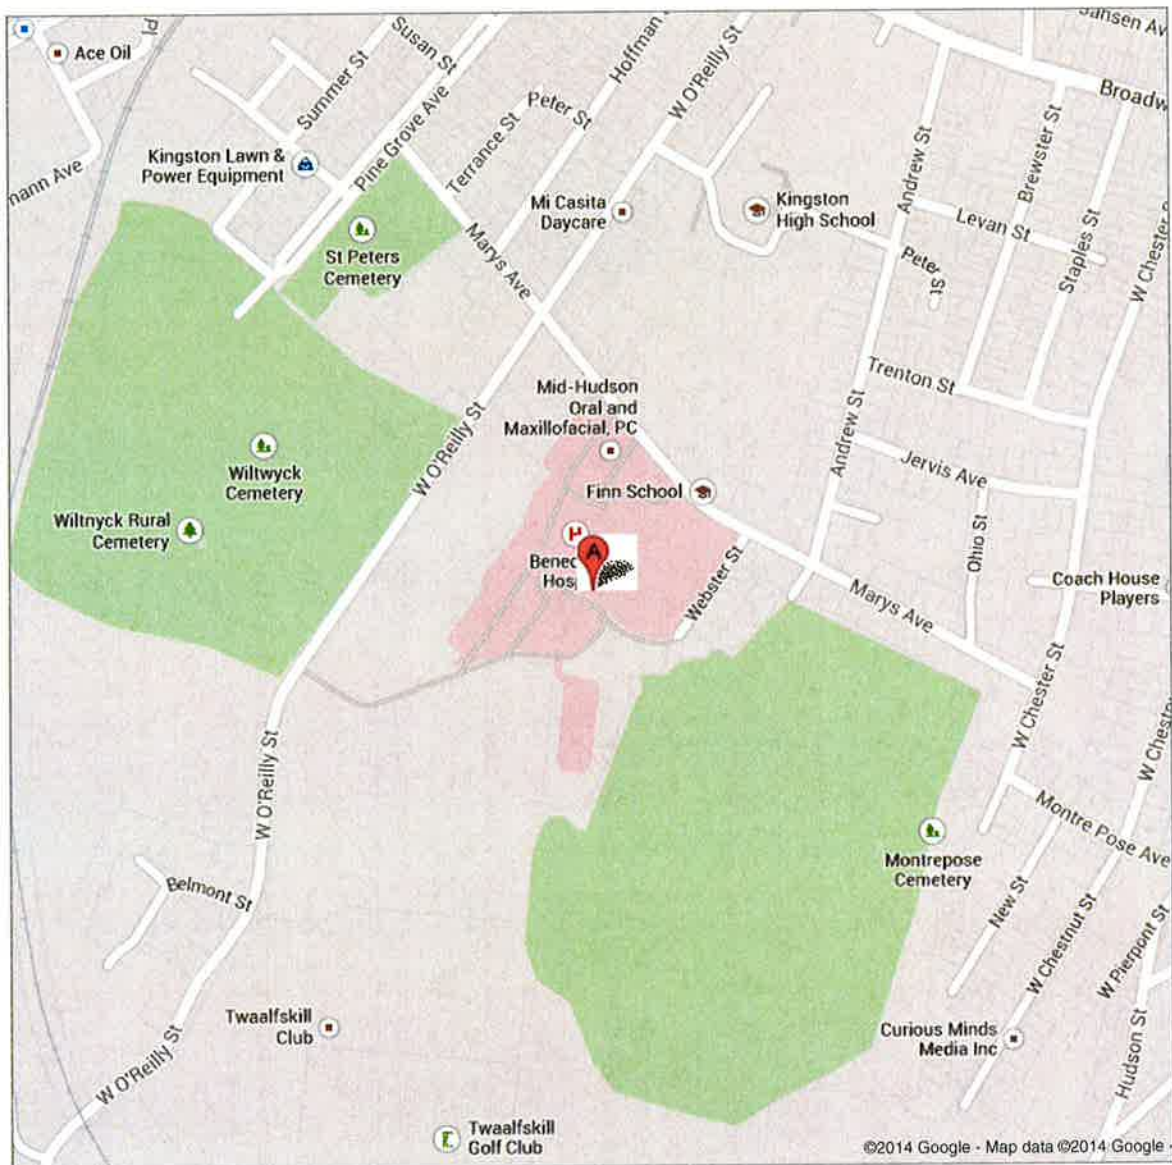 Jansen Av
Ace Oil
Pl
Susan St
Hoffman
W O'Reilly St
Broadw
Summer St
Peter St
Brewster St
Kingston Lawn &
Power Equipment
Pine Grove Ave
Terrance St
Andrew St
mann Ave
Mi Casita
Daycare
Kingston
High School
Levan St
St Peters
Cemetery
Marys Ave
Peter St
Staples St
W Chester
Trenton St
Mid-Hudson
Oral and
Maxillofacial, PC
W O'Reilly St
Andrew St
Wiltwyck
Cemetery
Jervis Ave
Finn School
Wiltnyck Rural
Cemetery
Ohio St
A
Bened
Hos
Webster St
Marys Ave
Coach House
Players
W Chester St
W O'Reilly St
W Chestn
Montre Pose Ave
Montrepose
Cemetery
Belmont St
New St
W Chestnut St
W Pierpont St
Twaalfskill
Club
Curious Minds
Media Inc
W O'Reilly St
Hudson St
Twaalfskill
Golf Club
©2014 Google - Map data ©2014 Google -